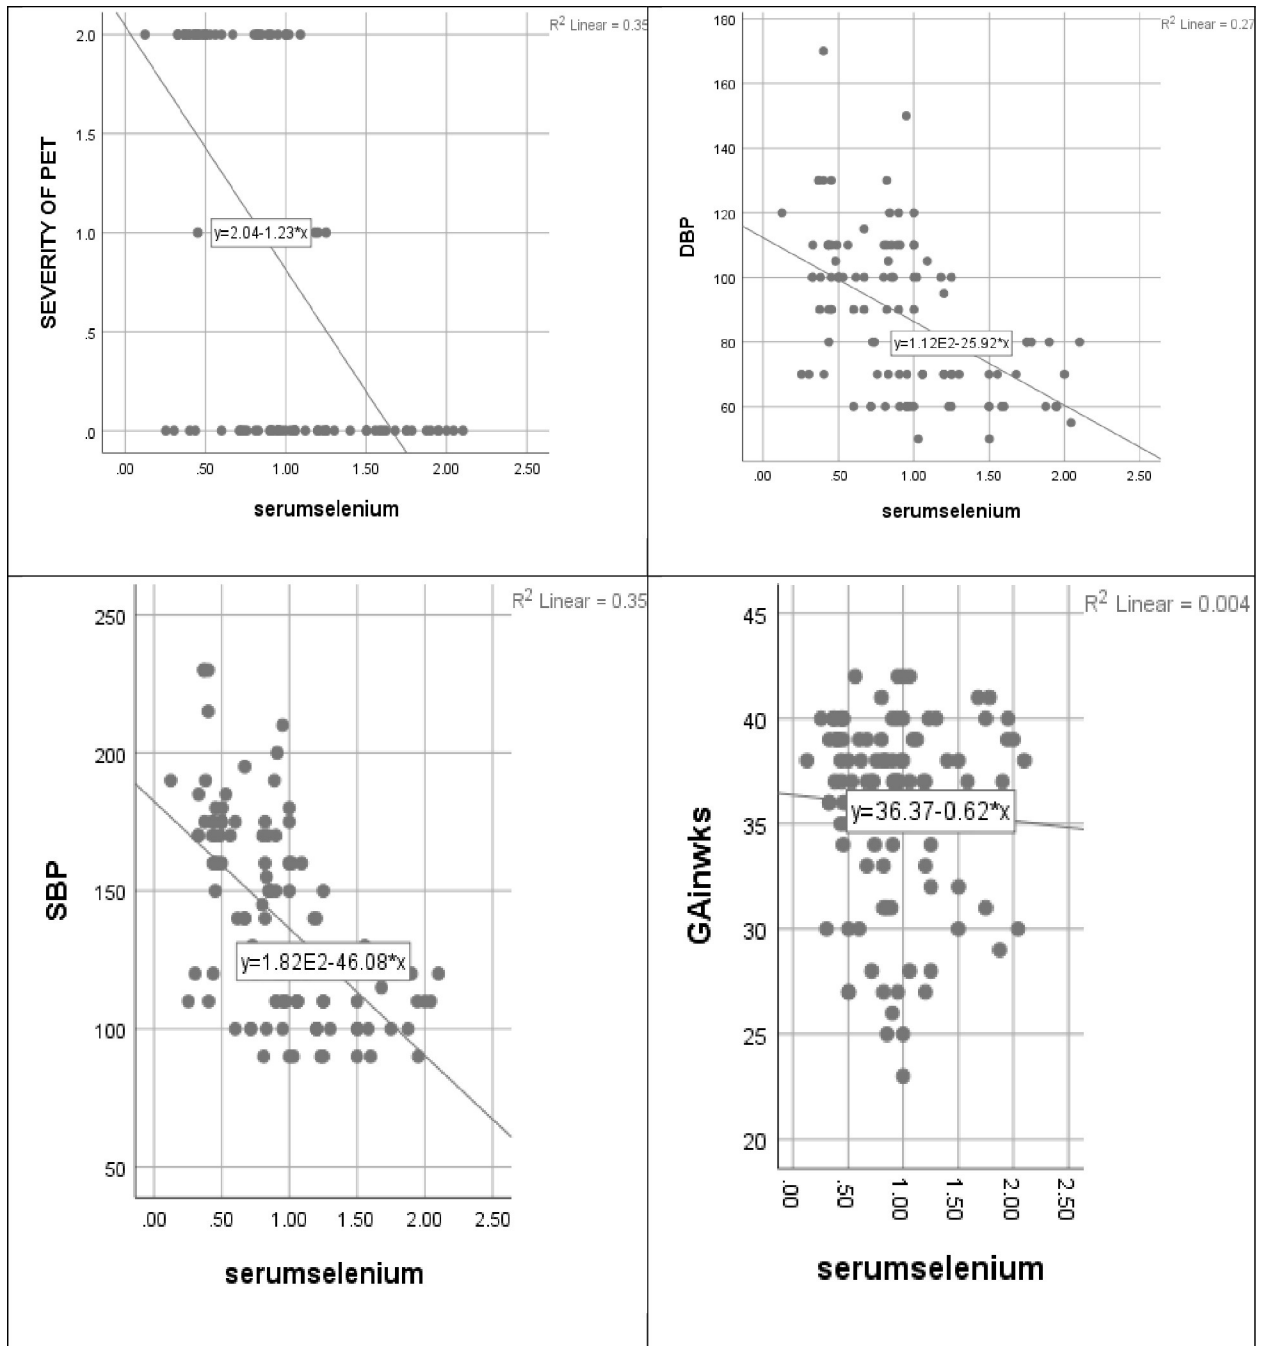 R2 Linear = 0.35
2.0
1.5
1.0
.5
.0
SEVERITY OF PET
y=2.04-1.23*x
.00 .50 1.00 1.50 2.00 2.50
serumselenium
R2 Linear = 0.27
180
160
140
120
100
80
60
DBP
y=1.12E2-25.92*x
.00 .50 1.00 1.50 2.00 2.50
serumselenium
R2 Linear = 0.35
250
200
150
100
50
SBP
y=1.82E2-46.08*x
.00 .50 1.00 1.50 2.00 2.50
serumselenium
R2 Linear = 0.004
45
40
35
30
25
20
GAinwks
y=36.37-0.62*x
.00 .50 1.00 1.50 2.00 2.50
serumselenium